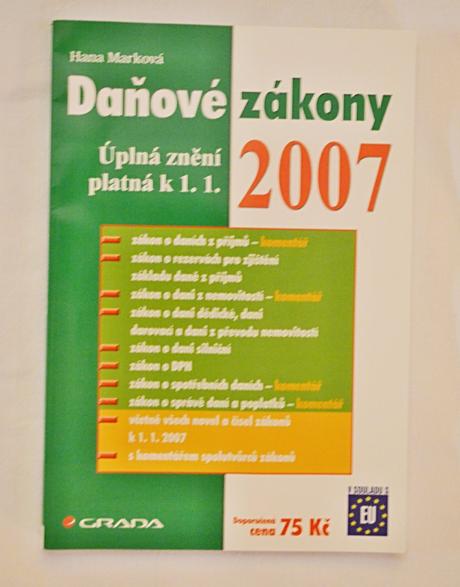 Hana Marková
Daňové zákony
Úplná znění
platná k 1. 1.
2007
zákon o daních z příjmů – komentář
zákon o rezervách pro zjištění
základu daně z příjmů
zákon o dani z nemovitostí – komentář
zákon o dani dědické, dani
darovací a dani z převodu nemovitostí
zákon o dani silniční
zákon o DPH
zákon o spotřebních daních – komentář
zákon o správě daní a poplatků – komentář
včetně všech novel a čísel zákonů
k 1. 1. 2007
s komentářem spolutvůrců zákonů
GRADA
Doporučená
cena 75 Kč
V SOULADU S
EU